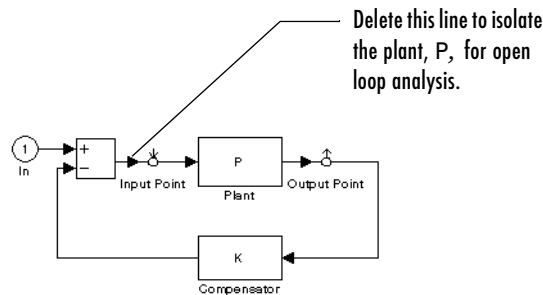 Delete this line to isolate
the plant, P, for open
loop analysis.
1
In
+
−
Input Point
P
Plant
Output Point
K
Compensator